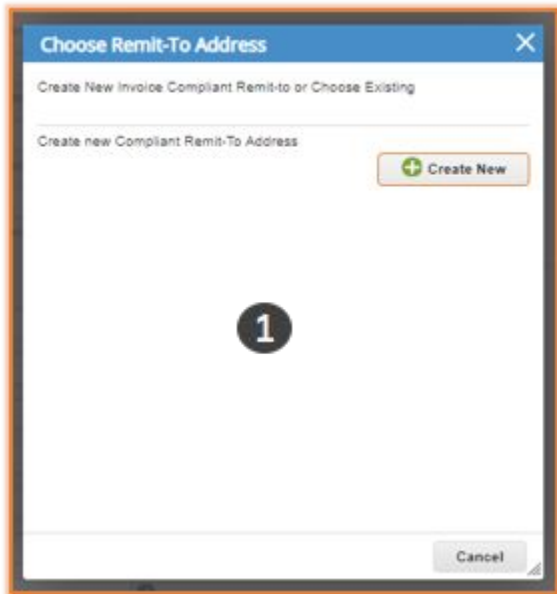 Choose Remit-To Address
Create New Invoice Compliant Remit-to or Choose Existing
Create new Compliant Remit-To Address
Create New
1
Cancel